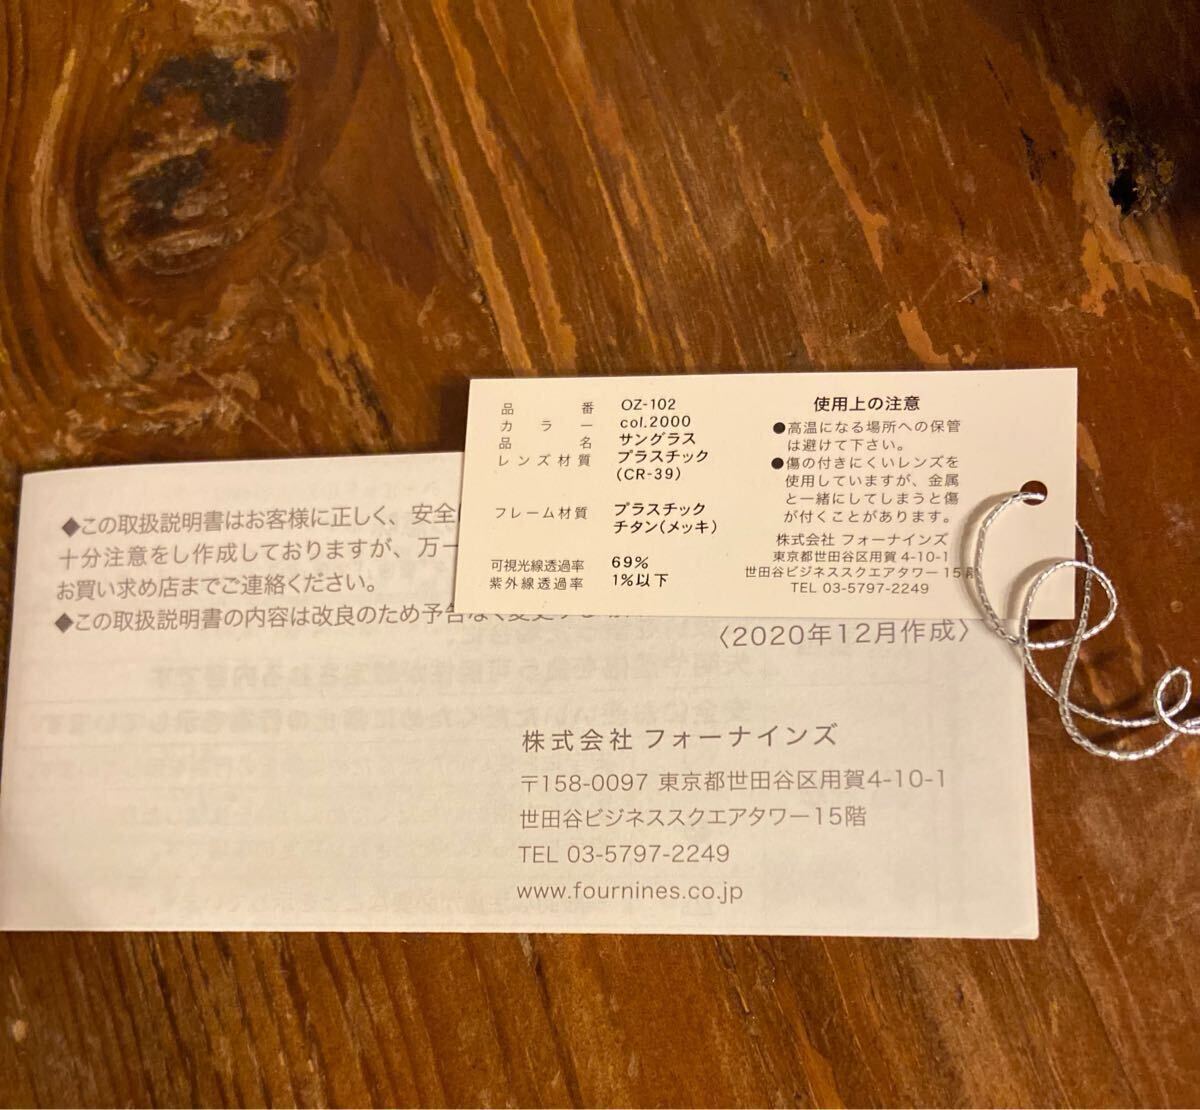 品番 OZ-102
カラー col.2000
品名 サングラス
レンズ材質 プラスチック
(CR-39)
フレーム材質 プラスチック
チタン(メッキ)
可視光線透過率 69%
紫外線透過率 1%以下
使用上の注意
●高温になる場所への保管
は避けて下さい。
●傷の付きにくいレンズを
使用していますが、金属
と一緒にしてしまうと傷
が付くことがあります。
株式会社 フォーナインズ
東京都世田谷区用賀 4-10-1
世田谷ビジネススクエアタワー 15階
TEL 03-5797-2249
◆この取扱説明書はお客様に正しく、安全
十分注意をし作成しておりますが、万一
お買い求め店までご連絡ください。
◆この取扱説明書の内容は改良のため予告なく変更する
〈2020年12月作成〉
株式会社 フォーナインズ
〒158-0097 東京都世田谷区用賀4-10-1
世田谷ビジネススクエアタワー15階
TEL 03-5797-2249
www.fournines.co.jp